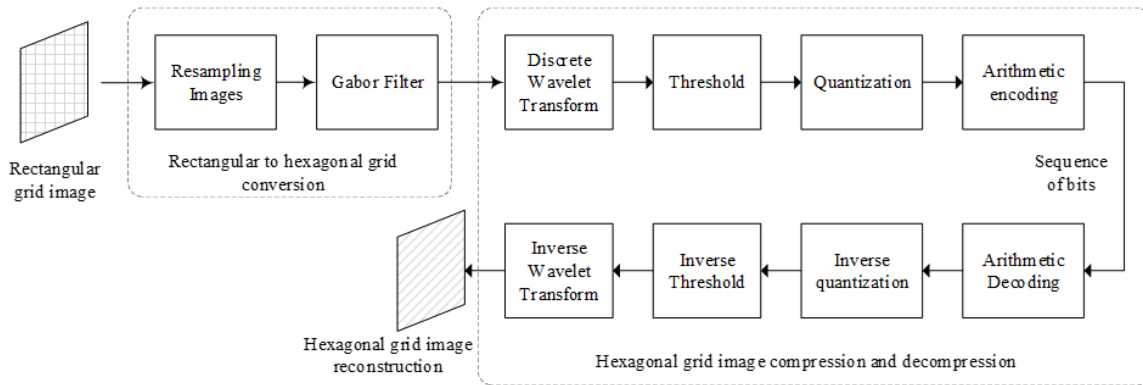 Resampling
Images
Gabor Filter
Discrete
Wavelet
Transform
Threshold
Quantization
Arithmetic
encoding
Rectangular
grid image
Rectangular to hexagonal grid
conversion
Sequence
of bits
Inverse
Wavelet
Transform
Inverse
Threshold
Inverse
quantization
Arithmetic
Decoding
Hexagonal grid image
reconstruction
Hexagonal grid image compression and decompression